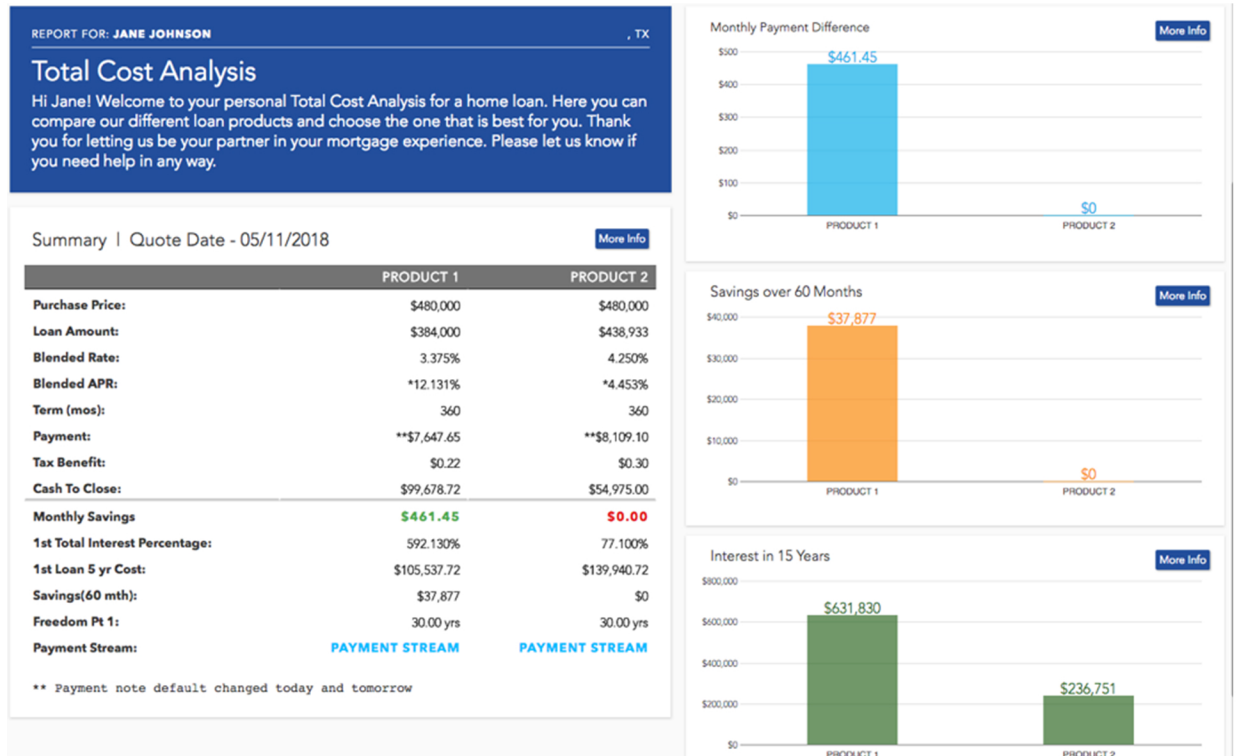 REPORT FOR: JANE JOHNSON , TX
Total Cost Analysis
Hi Jane! Welcome to your personal Total Cost Analysis for a home loan. Here you can
compare our different loan products and choose the one that is best for you. Thank
you for letting us be your partner in your mortgage experience. Please let us know if
you need help in any way.
Summary | Quote Date - 05/11/2018 More Info
PRODUCT 1 PRODUCT 2
Purchase Price: $480,000 $480,000
Loan Amount: $384,000 $438,933
Blended Rate: 3.375% 4.250%
Blended APR: *12.131% *4.453%
Term (mos): 360 360
Payment: **$7,647.65 **$8,109.10
Tax Benefit: $0.22 $0.30
Cash To Close: $99,678.72 $54,975.00
Monthly Savings $461.45 $0.00
1st Total Interest Percentage: 592.130% 77.100%
1st Loan 5 yr Cost: $105,537.72 $139,940.72
Savings(60 mth): $37,877 $0
Freedom Pt 1: 30.00 yrs 30.00 yrs
Payment Stream: PAYMENT STREAM PAYMENT STREAM
** Payment note default changed today and tomorrow
Monthly Payment Difference More Info
$500
$461.45
$400
$300
$200
$100
$0
$0
PRODUCT 1 PRODUCT 2
Savings over 60 Months More Info
$40,000
$37,877
$30,000
$20,000
$10,000
$0
$0
PRODUCT 1 PRODUCT 2
Interest in 15 Years More Info
$800,000
$631,830
$600,000
$400,000
$236,751
$200,000
$0
PRODUCT 1 PRODUCT 2